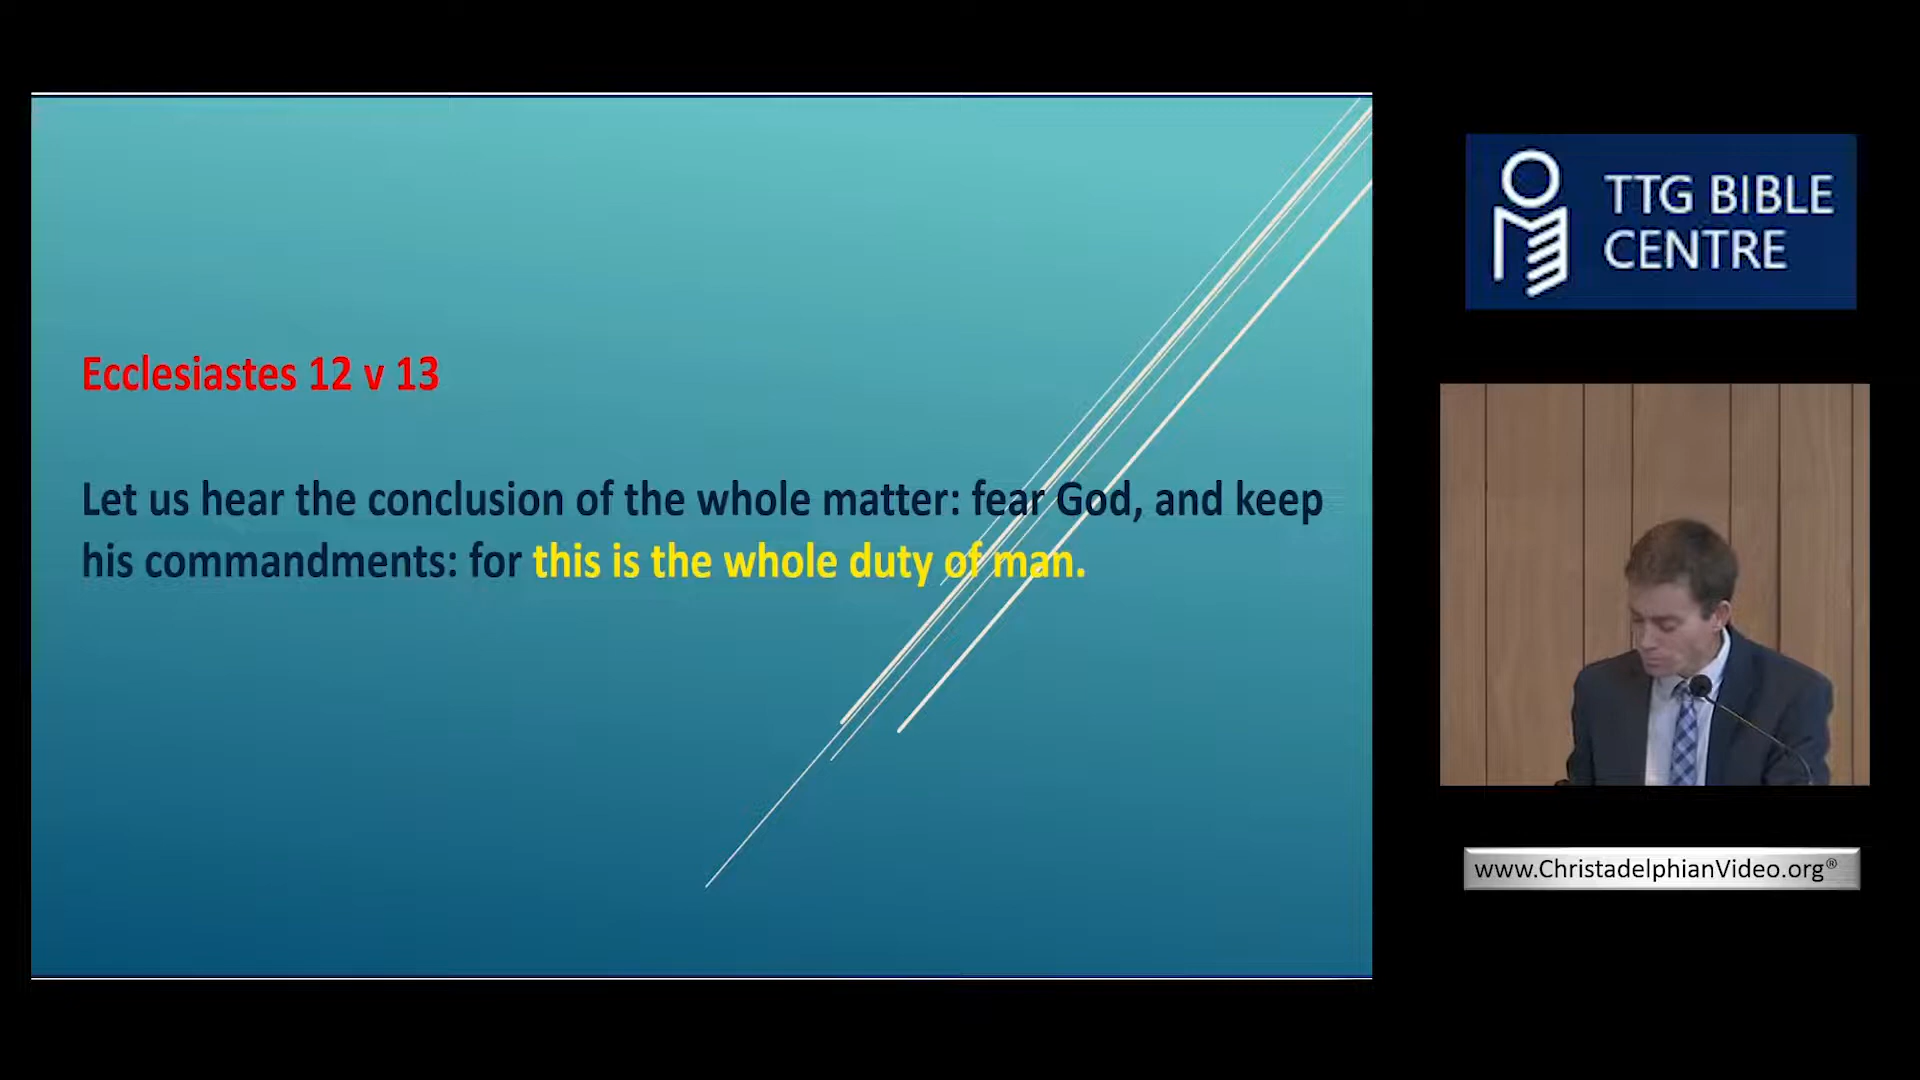 Ecclesiastes 12 v 13
Let us hear the conclusion of the whole matter: fear God, and keep
his commandments: for this is the whole duty of man.
TTG BIBLE
CENTRE
www.ChristadelphianVideo.org®